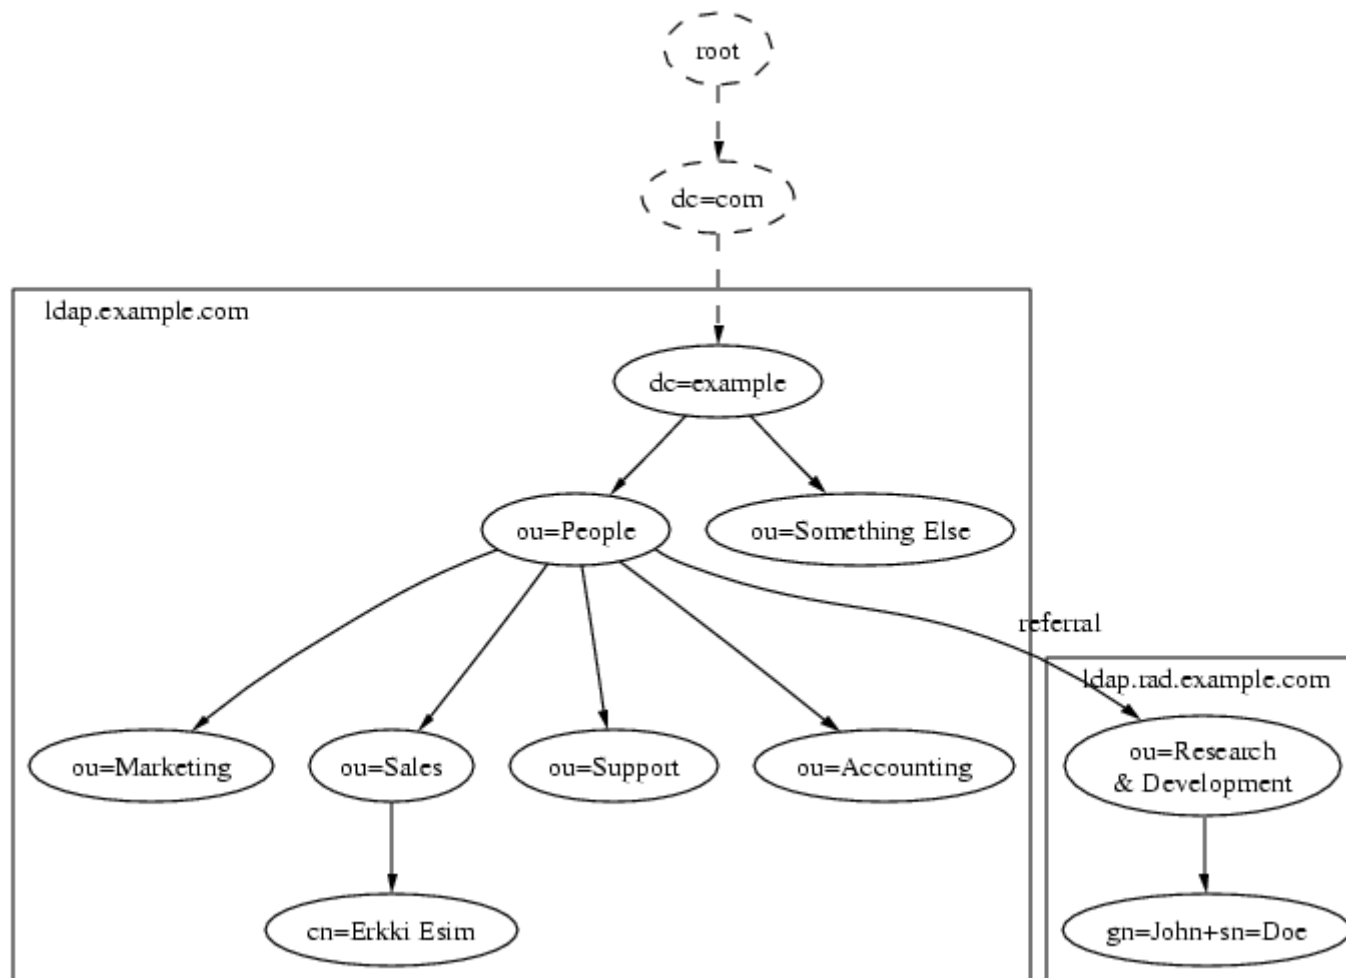 root
dc=com
ldap.example.com
dc=example
ou=People
ou=Something Else
referral
ldap.rad.example.com
ou=Marketing
ou=Sales
ou=Support
ou=Accounting
ou=Research
& Development
cn=Erkki Esim
gn=John+sn=Doe